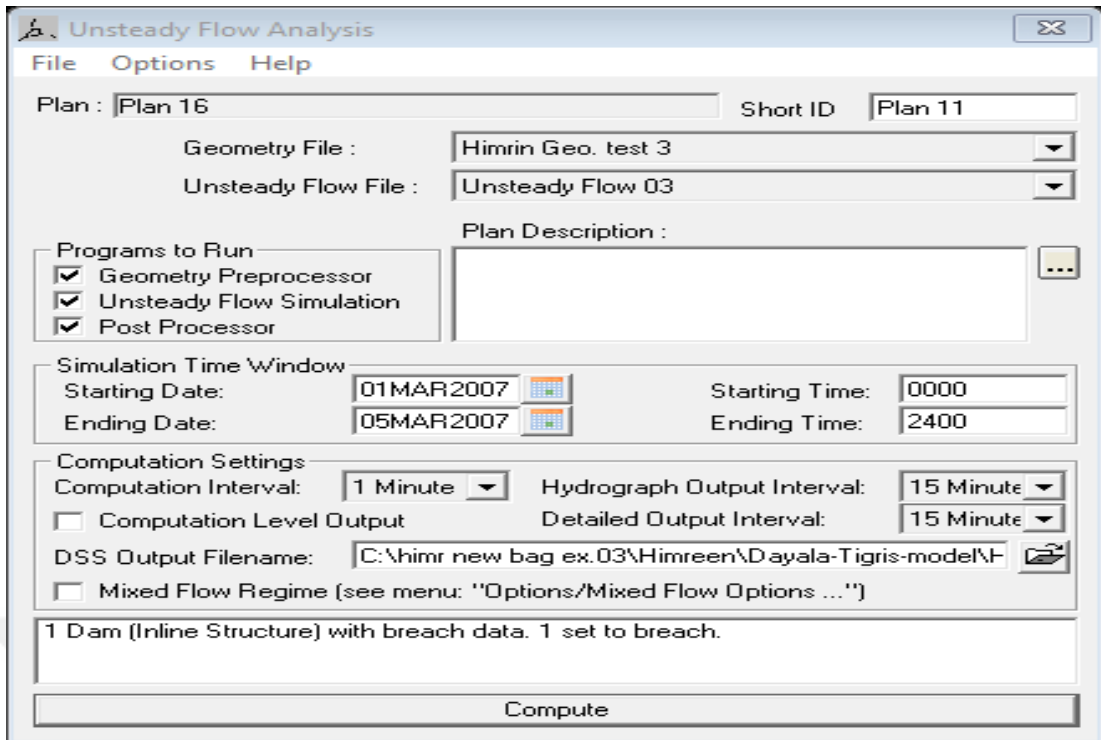 Unsteady Flow Analysis
File Options Help
Plan : Plan 16 Short ID Plan 11
Geometry File : Himrin Geo. test 3
Unsteady Flow File : Unsteady Flow 03
Plan Description :
Programs to Run
Geometry Preprocessor
Unsteady Flow Simulation
Post Processor
...
Simulation Time Window
Starting Date: 01MAR2007 Starting Time: 0000
Ending Date: 05MAR2007 Ending Time: 2400
Computation Settings
Computation Interval: 1 Minute Hydrograph Output Interval: 15 Minute
Computation Level Output Detailed Output Interval: 15 Minute
DSS Output Filename: C:\himr new bag ex.03\Himreen\Dayala-Tigris-model\H
Mixed Flow Regime (see menu: "Options/Mixed Flow Options ...")
1 Dam (Inline Structure) with breach data. 1 set to breach.
Compute